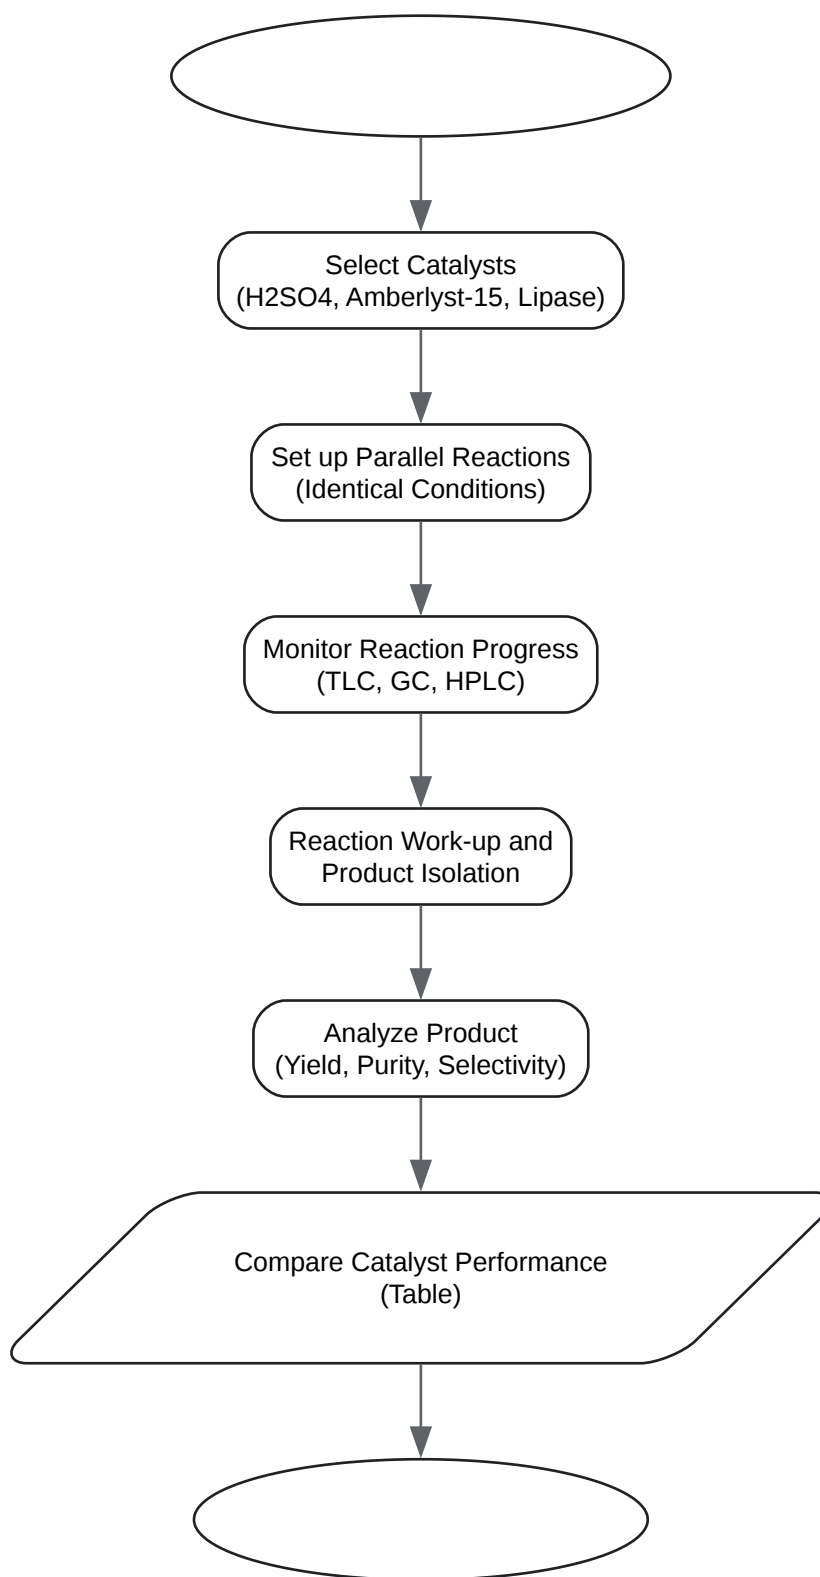 Select Catalysts
(H2SO4, Amberlyst-15, Lipase)
Set up Parallel Reactions
(Identical Conditions)
Monitor Reaction Progress
(TLC, GC, HPLC)
Reaction Work-up and
Product Isolation
Analyze Product
(Yield, Purity, Selectivity)
Compare Catalyst Performance
(Table)